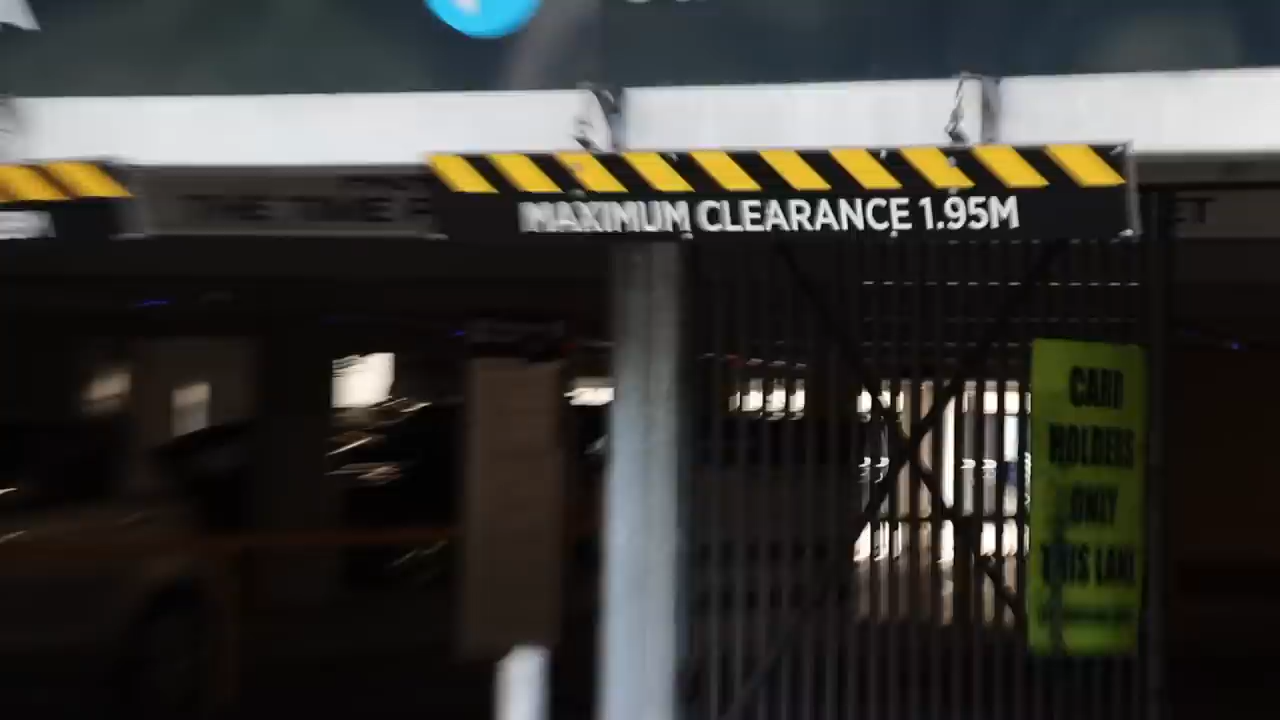 MAXIMUM CLEARANCE 1.95M
CARD
HOLDERS
ONLY
THIS LANE